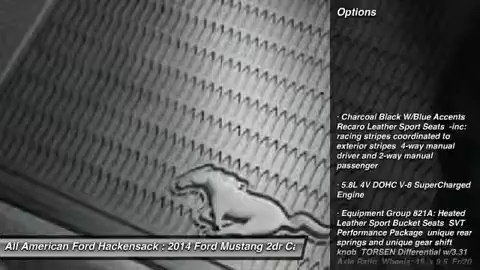 Options
· Charcoal Black W/Blue Accents
Recaro Leather Sport Seats -inc:
racing stripes coordinated to
exterior stripes 4-way manual
driver and 2-way manual
passenger
· 5.8L 4V DOHC V-8 SuperCharged
Engine
· Equipment Group 821A: Heated
Leather Sport Bucket Seats SVT
Performance Package unique rear
springs and unique gear shift
knob TORSEN Differential w/3.31
Axle Ratio Wheels:
All American Ford Hackensack : 2014 Ford Mustang 2dr